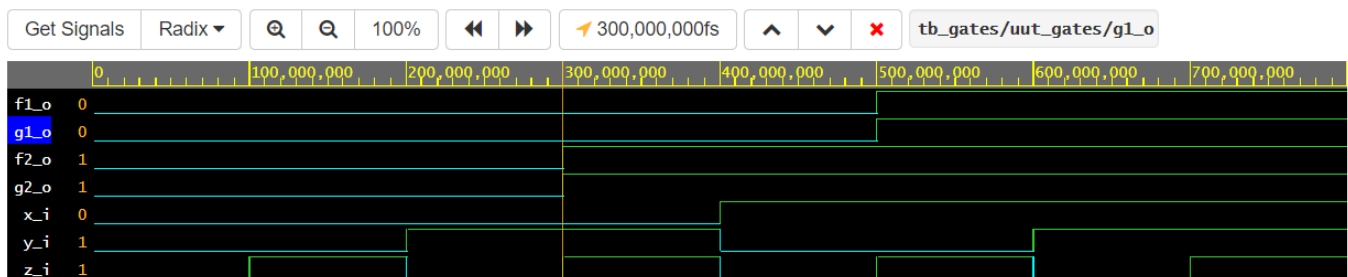 Get Signals Radix 100% 300,000,000fs tb_gates/uut_gates/g1_o
0 100,000,000 200,000,000 300,000,000 400,000,000 500,000,000 600,000,000 700,000,000
f1_o 0
g1_o 0
f2_o 1
g2_o 1
x_i 0
y_i 1
z_i 1